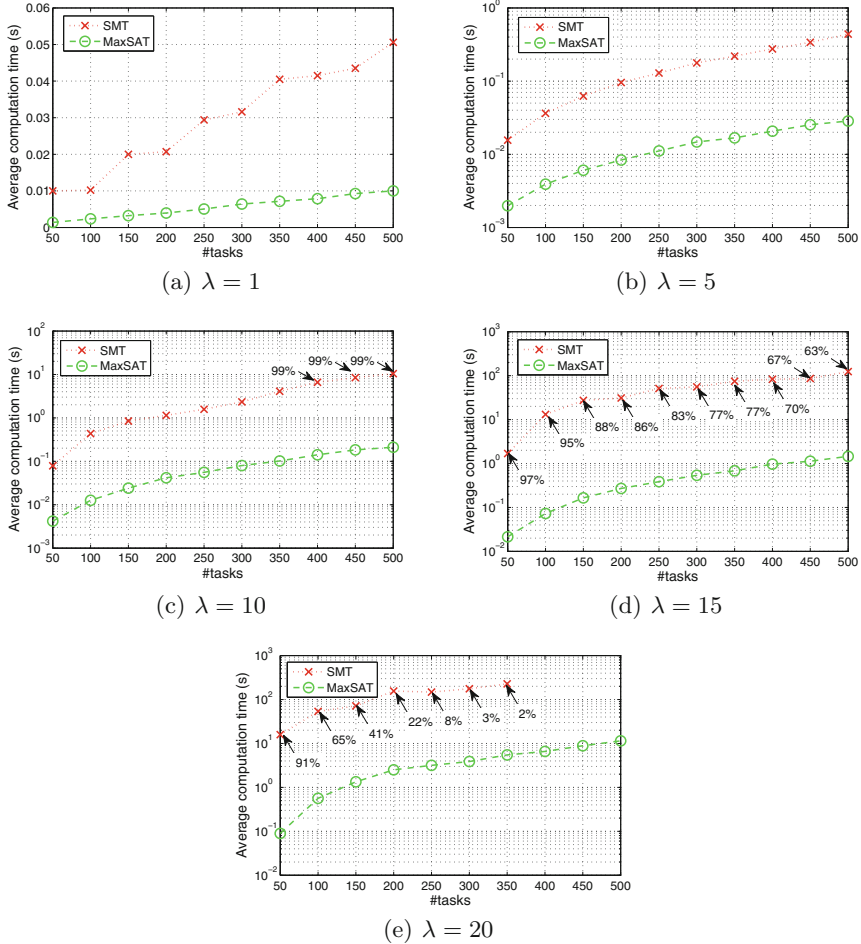 0.06
0.05
0.04
0.03
0.02
0.01
0
Average computation time (s)
SMT
MaxSAT
50 100 150 200 250 300 350 400 450 500
#tasks
(a) λ = 1
10^0
10^-1
10^-2
10^-3
Average computation time (s)
SMT
MaxSAT
50 100 150 200 250 300 350 400 450 500
#tasks
(b) λ = 5
10^2
10^1
10^0
10^-1
10^-2
10^-3
Average computation time (s)
SMT
MaxSAT
99% 99% 99%
50 100 150 200 250 300 350 400 450 500
#tasks
(c) λ = 10
10^3
10^2
10^1
10^0
10^-1
10^-2
Average computation time (s)
SMT
MaxSAT
97% 95% 88% 86% 83% 77% 77% 70% 67% 63%
50 100 150 200 250 300 350 400 450 500
#tasks
(d) λ = 15
10^3
10^2
10^1
10^0
10^-1
10^-2
Average computation time (s)
SMT
MaxSAT
91% 65% 41% 22% 8% 3% 2%
50 100 150 200 250 300 350 400 450 500
#tasks
(e) λ = 20